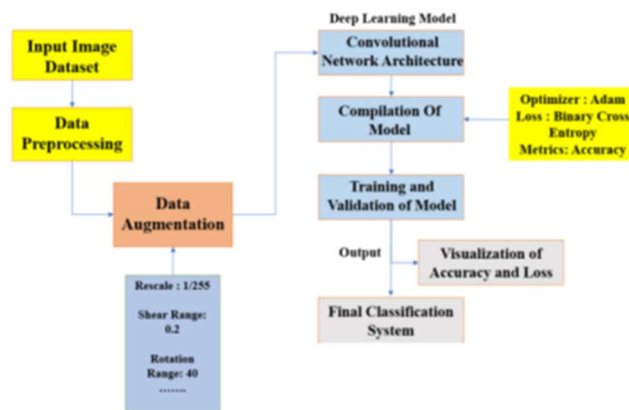 Deep Learning Model
Input Image
Dataset
Data
Preprocessing
Data
Augmentation
Rescale : 1/255
Shear Range:
0.2
Rotation
Range: 40
.......
Convolutional
Network Architecture
Compilation Of
Model
Optimizer : Adam
Loss : Binary Cross
Entropy
Metrics: Accuracy
Training and
Validation of Model
Output
Visualization of
Accuracy and Loss
Final Classification
System